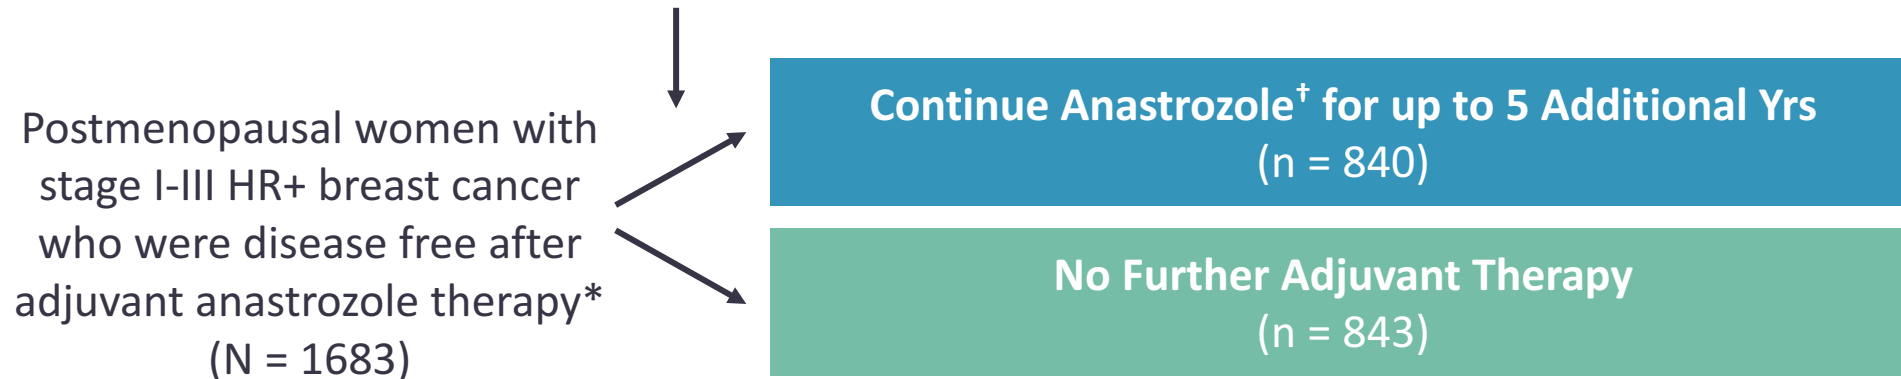 Postmenopausal women with
stage I-III HR+ breast cancer
who were disease free after
adjuvant anastrozole therapy*
(N = 1683)
Continue Anastrozole† for up to 5 Additional Yrs
(n = 840)
No Further Adjuvant Therapy
(n = 843)